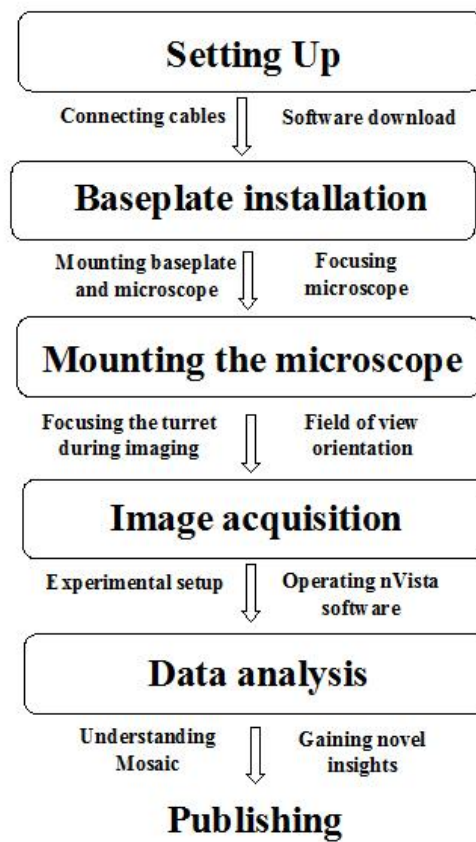 Setting Up
Connecting cables
Software download
Baseplate installation
Mounting baseplate
and microscope
Focusing
microscope
Mounting the microscope
Focusing the turret
during imaging
Field of view
orientation
Image acquisition
Experimental setup
Operating nVista
software
Data analysis
Understanding
Mosaic
Gaining novel
insights
Publishing